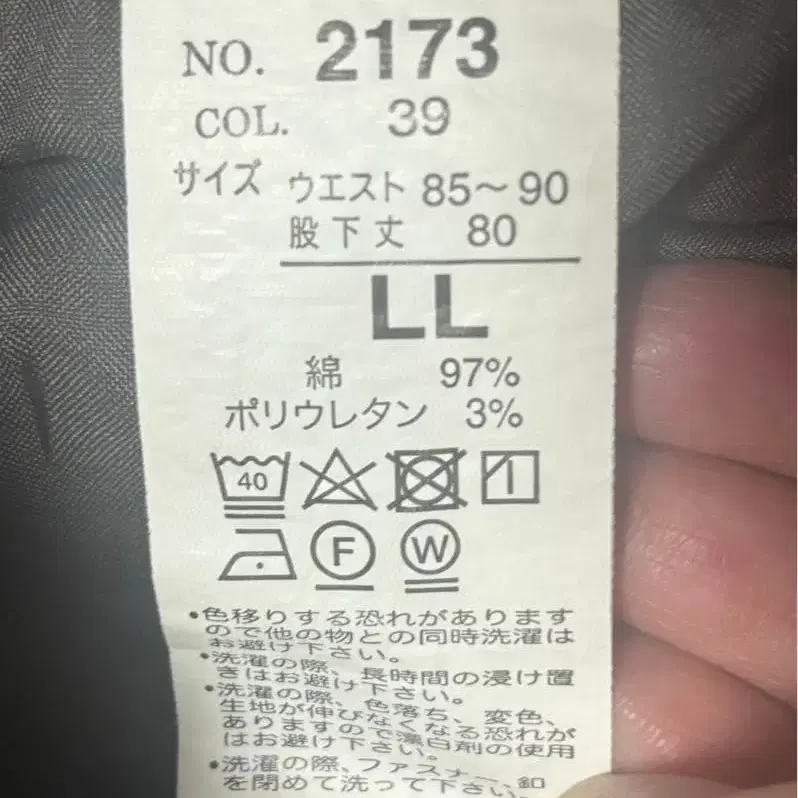 NO. 2173
COL. 39
サイズ ウエスト 85～90
股下丈 80
LL
綿 97%
ポリウレタン 3%
40
F W
•色移りする恐れがあります
ので他の物との同時洗濯は
お避け下さい。
•洗濯の際、長時間の浸け置
きはお避け下さい。
•洗濯の際、色落ち、変色、
生地が伸びなくなる恐れが
ありますので漂白剤の使用
はお避け下さい。
•洗濯の際、ファスナー、釦
を閉めて洗って下さい。